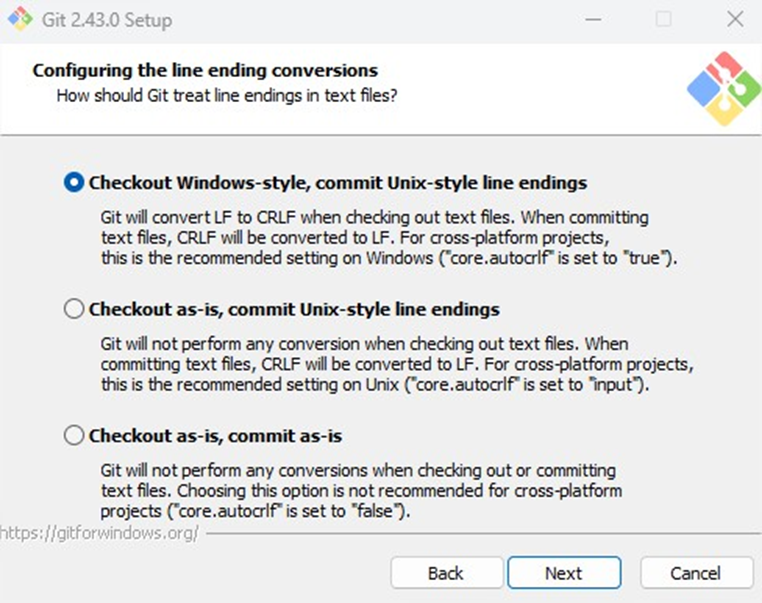 Git 2.43.0 Setup
Configuring the line ending conversions
How should Git treat line endings in text files?
Checkout Windows-style, commit Unix-style line endings
Git will convert LF to CRLF when checking out text files. When committing
text files, CRLF will be converted to LF. For cross-platform projects,
this is the recommended setting on Windows ("core.autocrlf" is set to "true").
Checkout as-is, commit Unix-style line endings
Git will not perform any conversion when checking out text files. When
committing text files, CRLF will be converted to LF. For cross-platform projects,
this is the recommended setting on Unix ("core.autocrlf" is set to "input").
Checkout as-is, commit as-is
Git will not perform any conversions when checking out or committing
text files. Choosing this option is not recommended for cross-platform
projects ("core.autocrlf" is set to "false").
https://gitforwindows.org/
Back Next Cancel